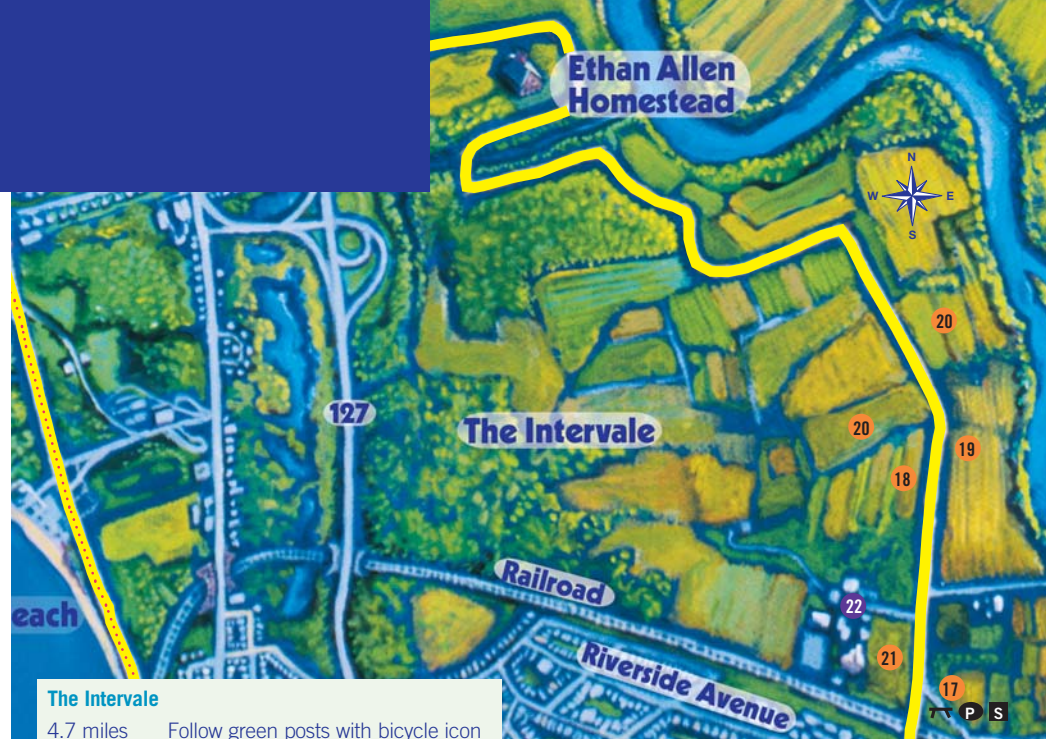 Ethan Allen
Homestead
N
W E
S
20
127
The Intervale
20
19
18
Railroad
22
each
Riverside Avenue
21
17
P S
The Intervale
4.7 miles Follow green posts with bicycle icon